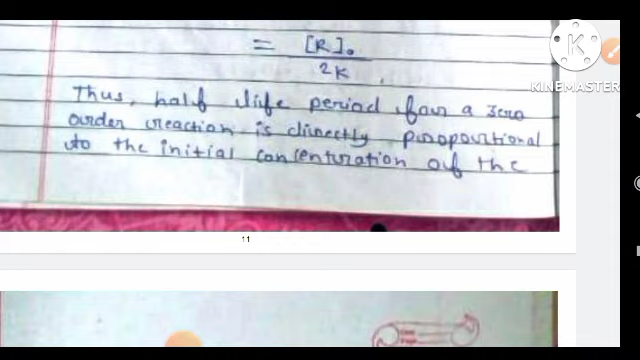 = [R]₀
2K
KINEMASTER
Thus, half life period for a zero
order reaction is directly proportional
to the initial concentration of the
11